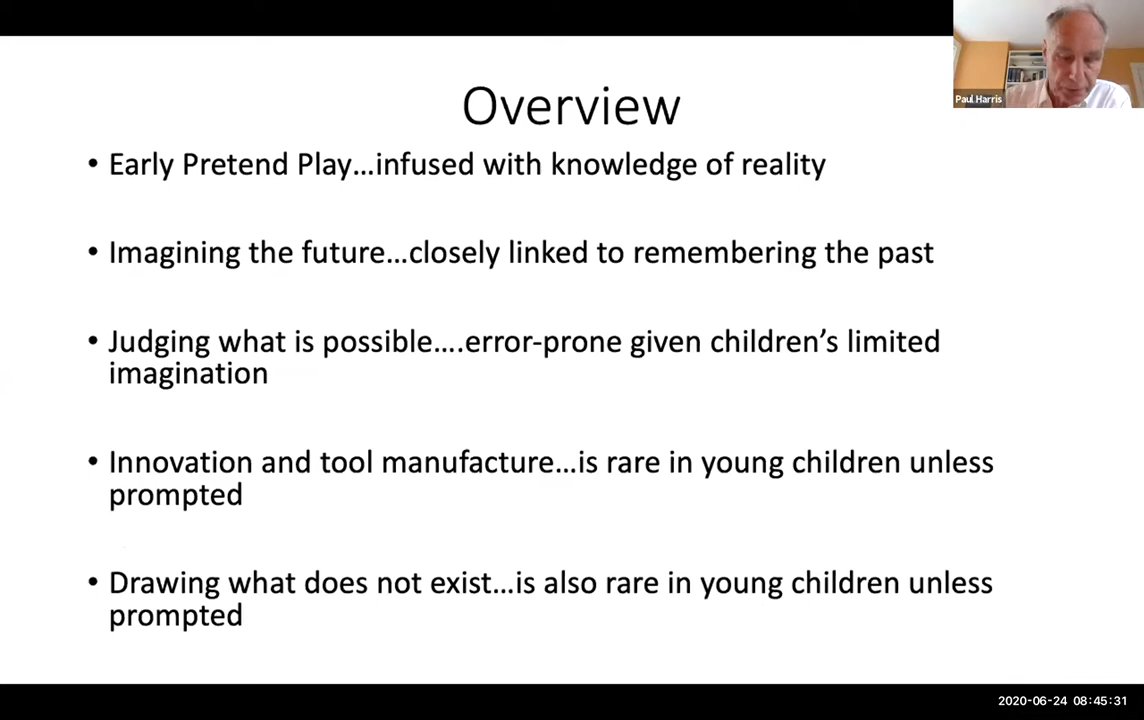 Paul Harris
Overview
• Early Pretend Play...infused with knowledge of reality
• Imagining the future...closely linked to remembering the past
• Judging what is possible....error-prone given children's limited
imagination
• Innovation and tool manufacture...is rare in young children unless
prompted
• Drawing what does not exist...is also rare in young children unless
prompted
2020-06-24 08:45:31